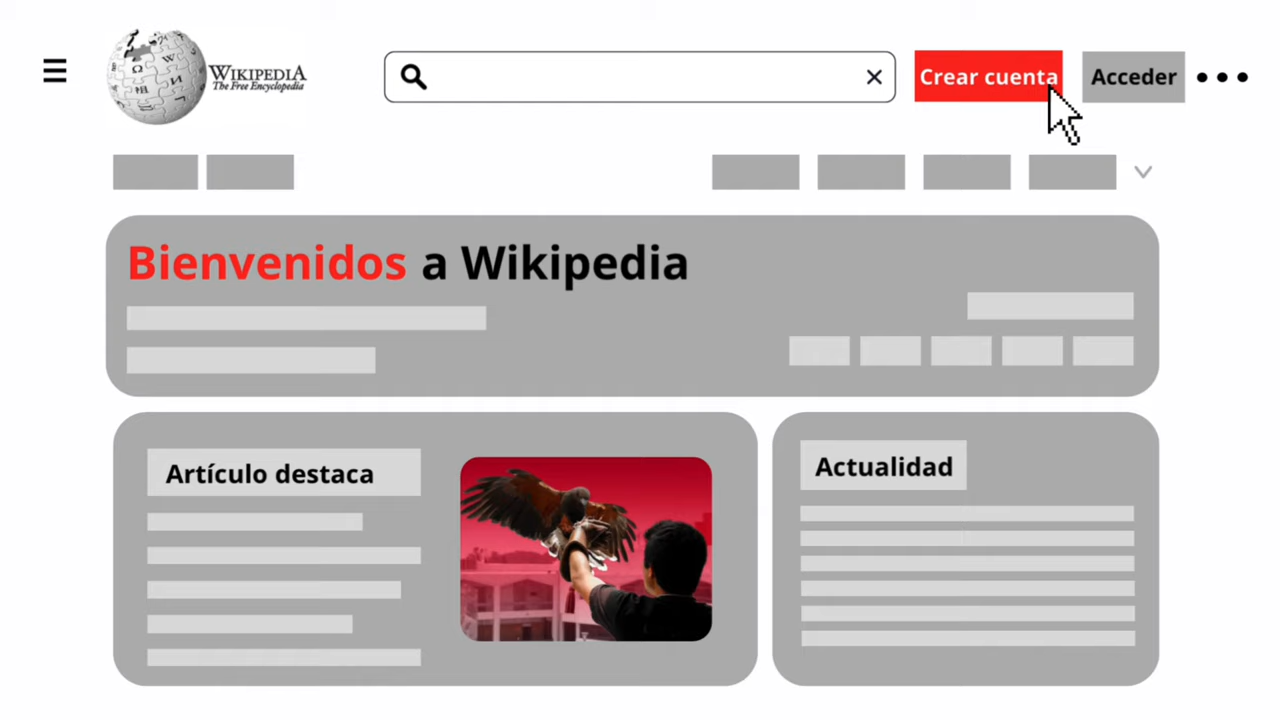 WIKIPEDIA
The Free Encyclopedia
Crear cuenta
Acceder
Bienvenidos a Wikipedia
Artículo destaca
Actualidad